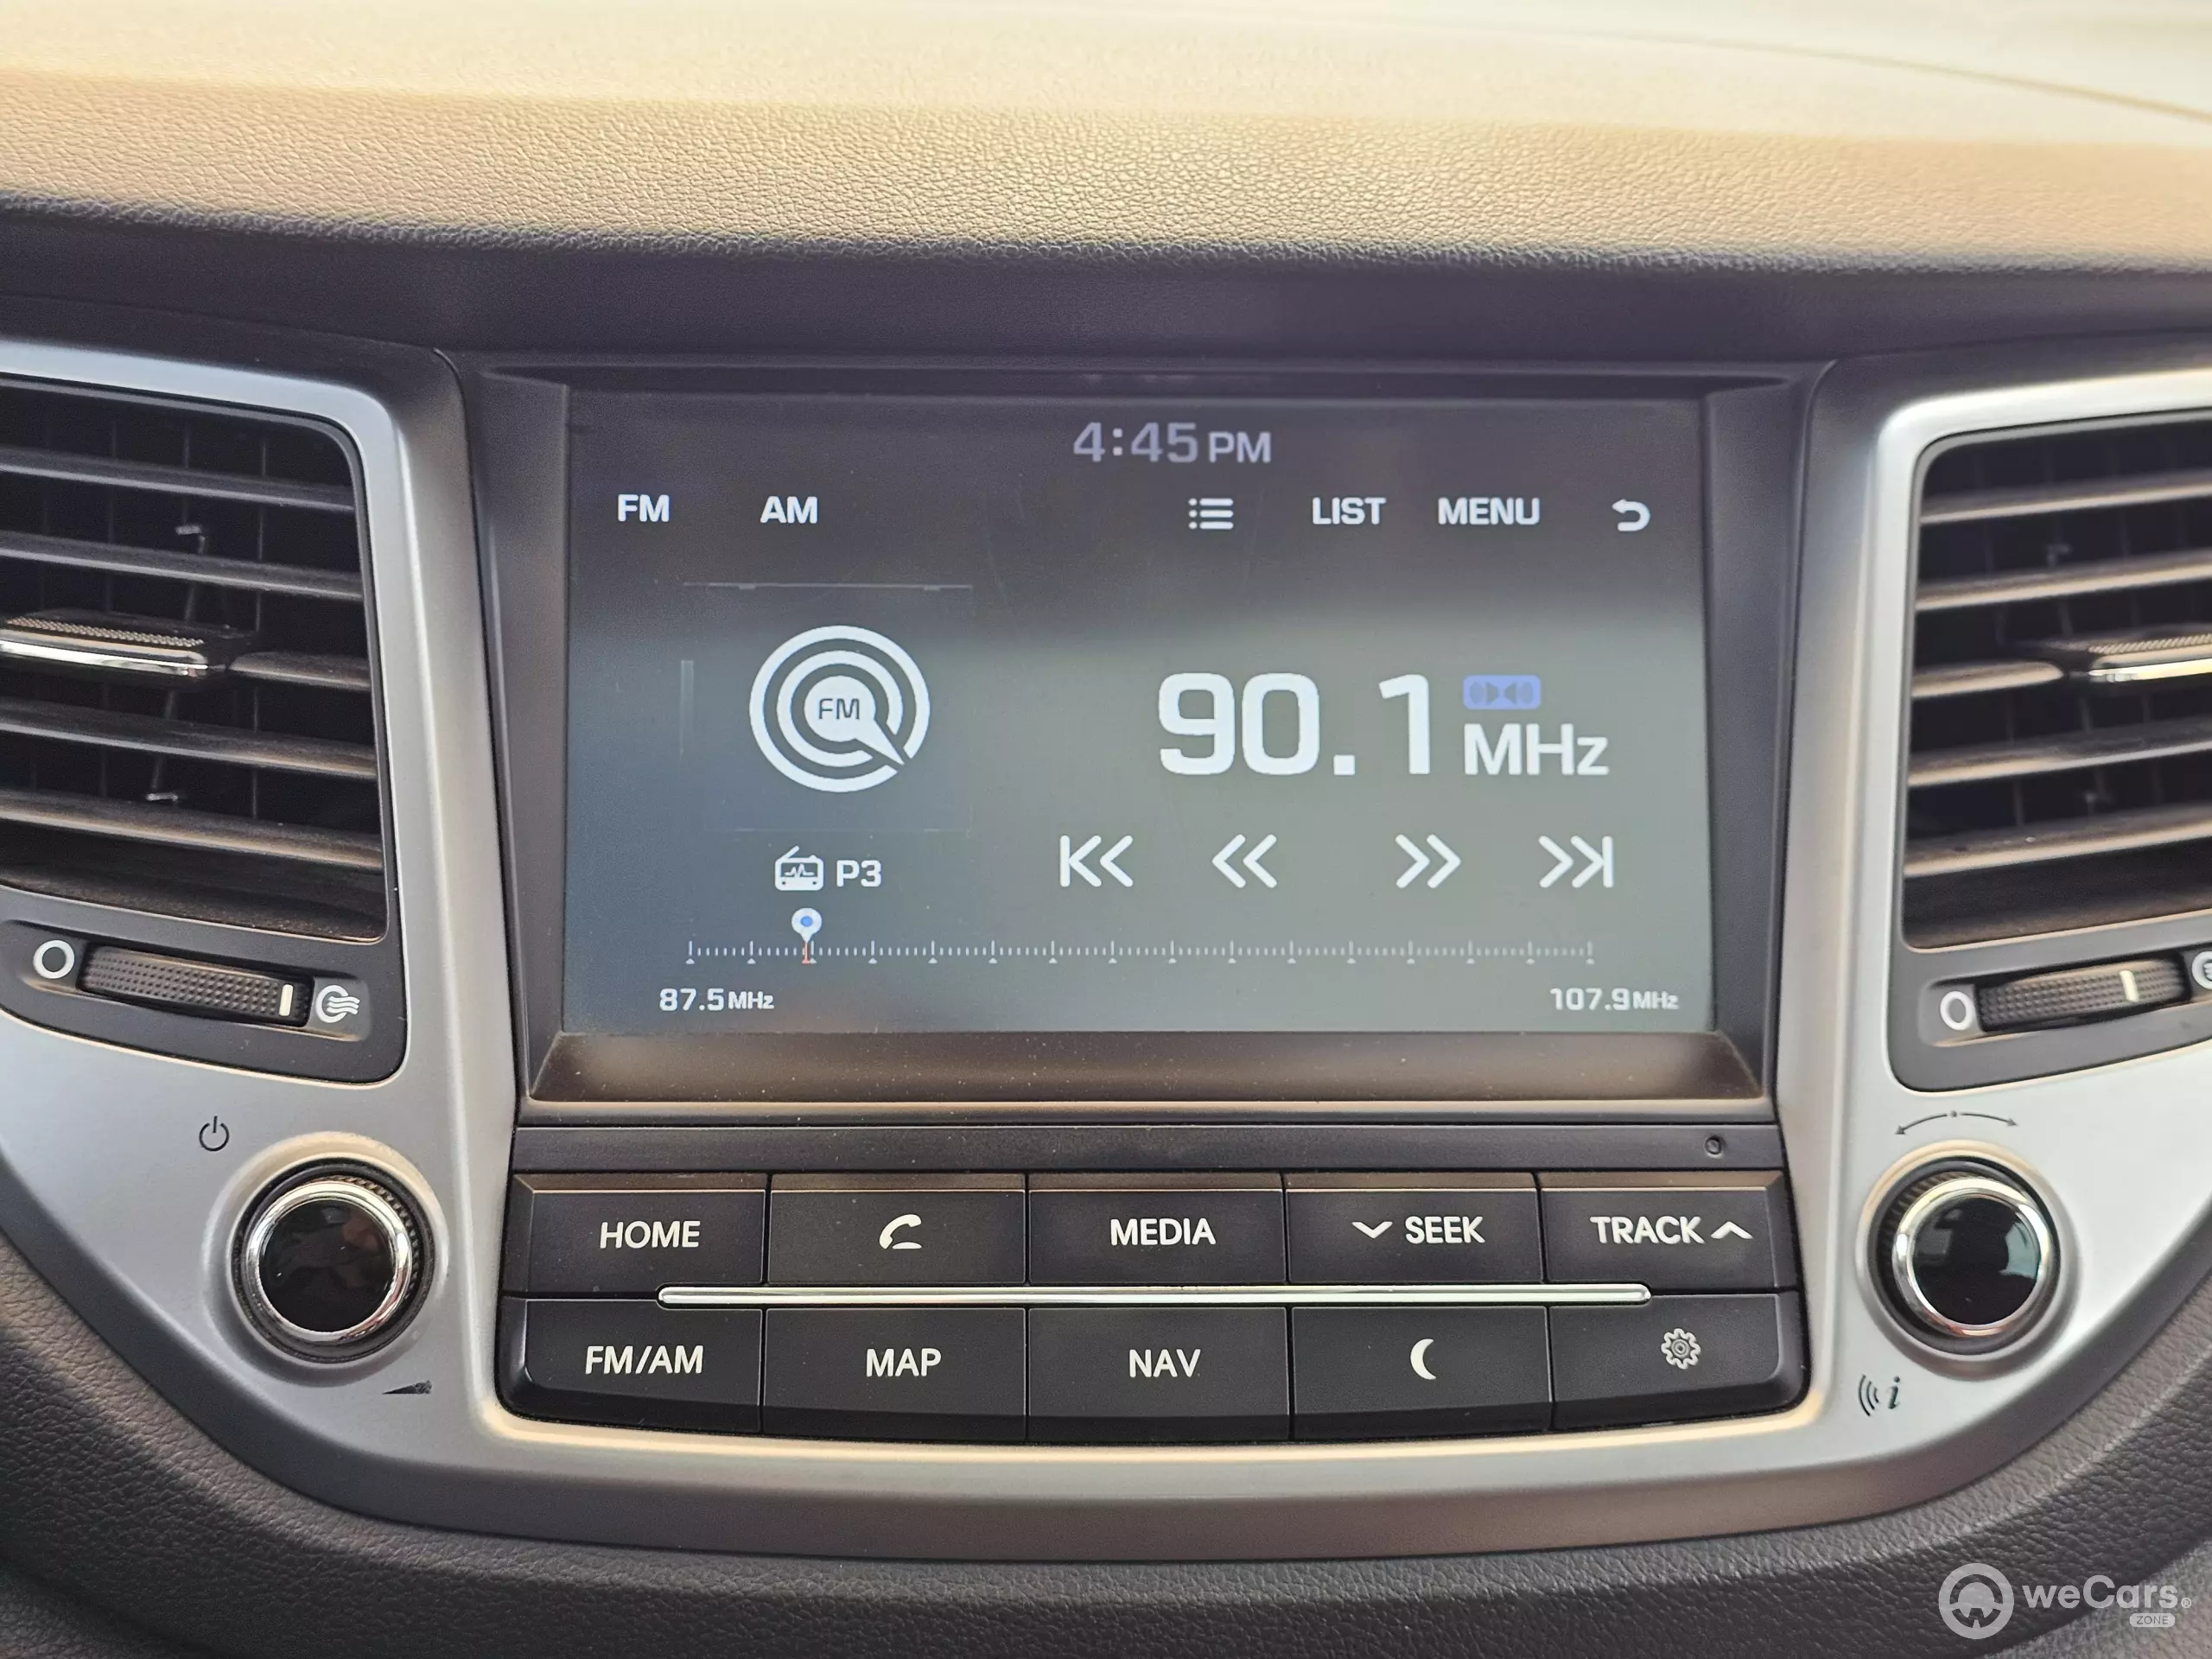 4:45 PM
FM AM LIST MENU
FM
90.1 MHz
P3
87.5MHz 107.9MHz
HOME MEDIA SEEK TRACK
FM/AM MAP NAV
i
weCars®
ZONE